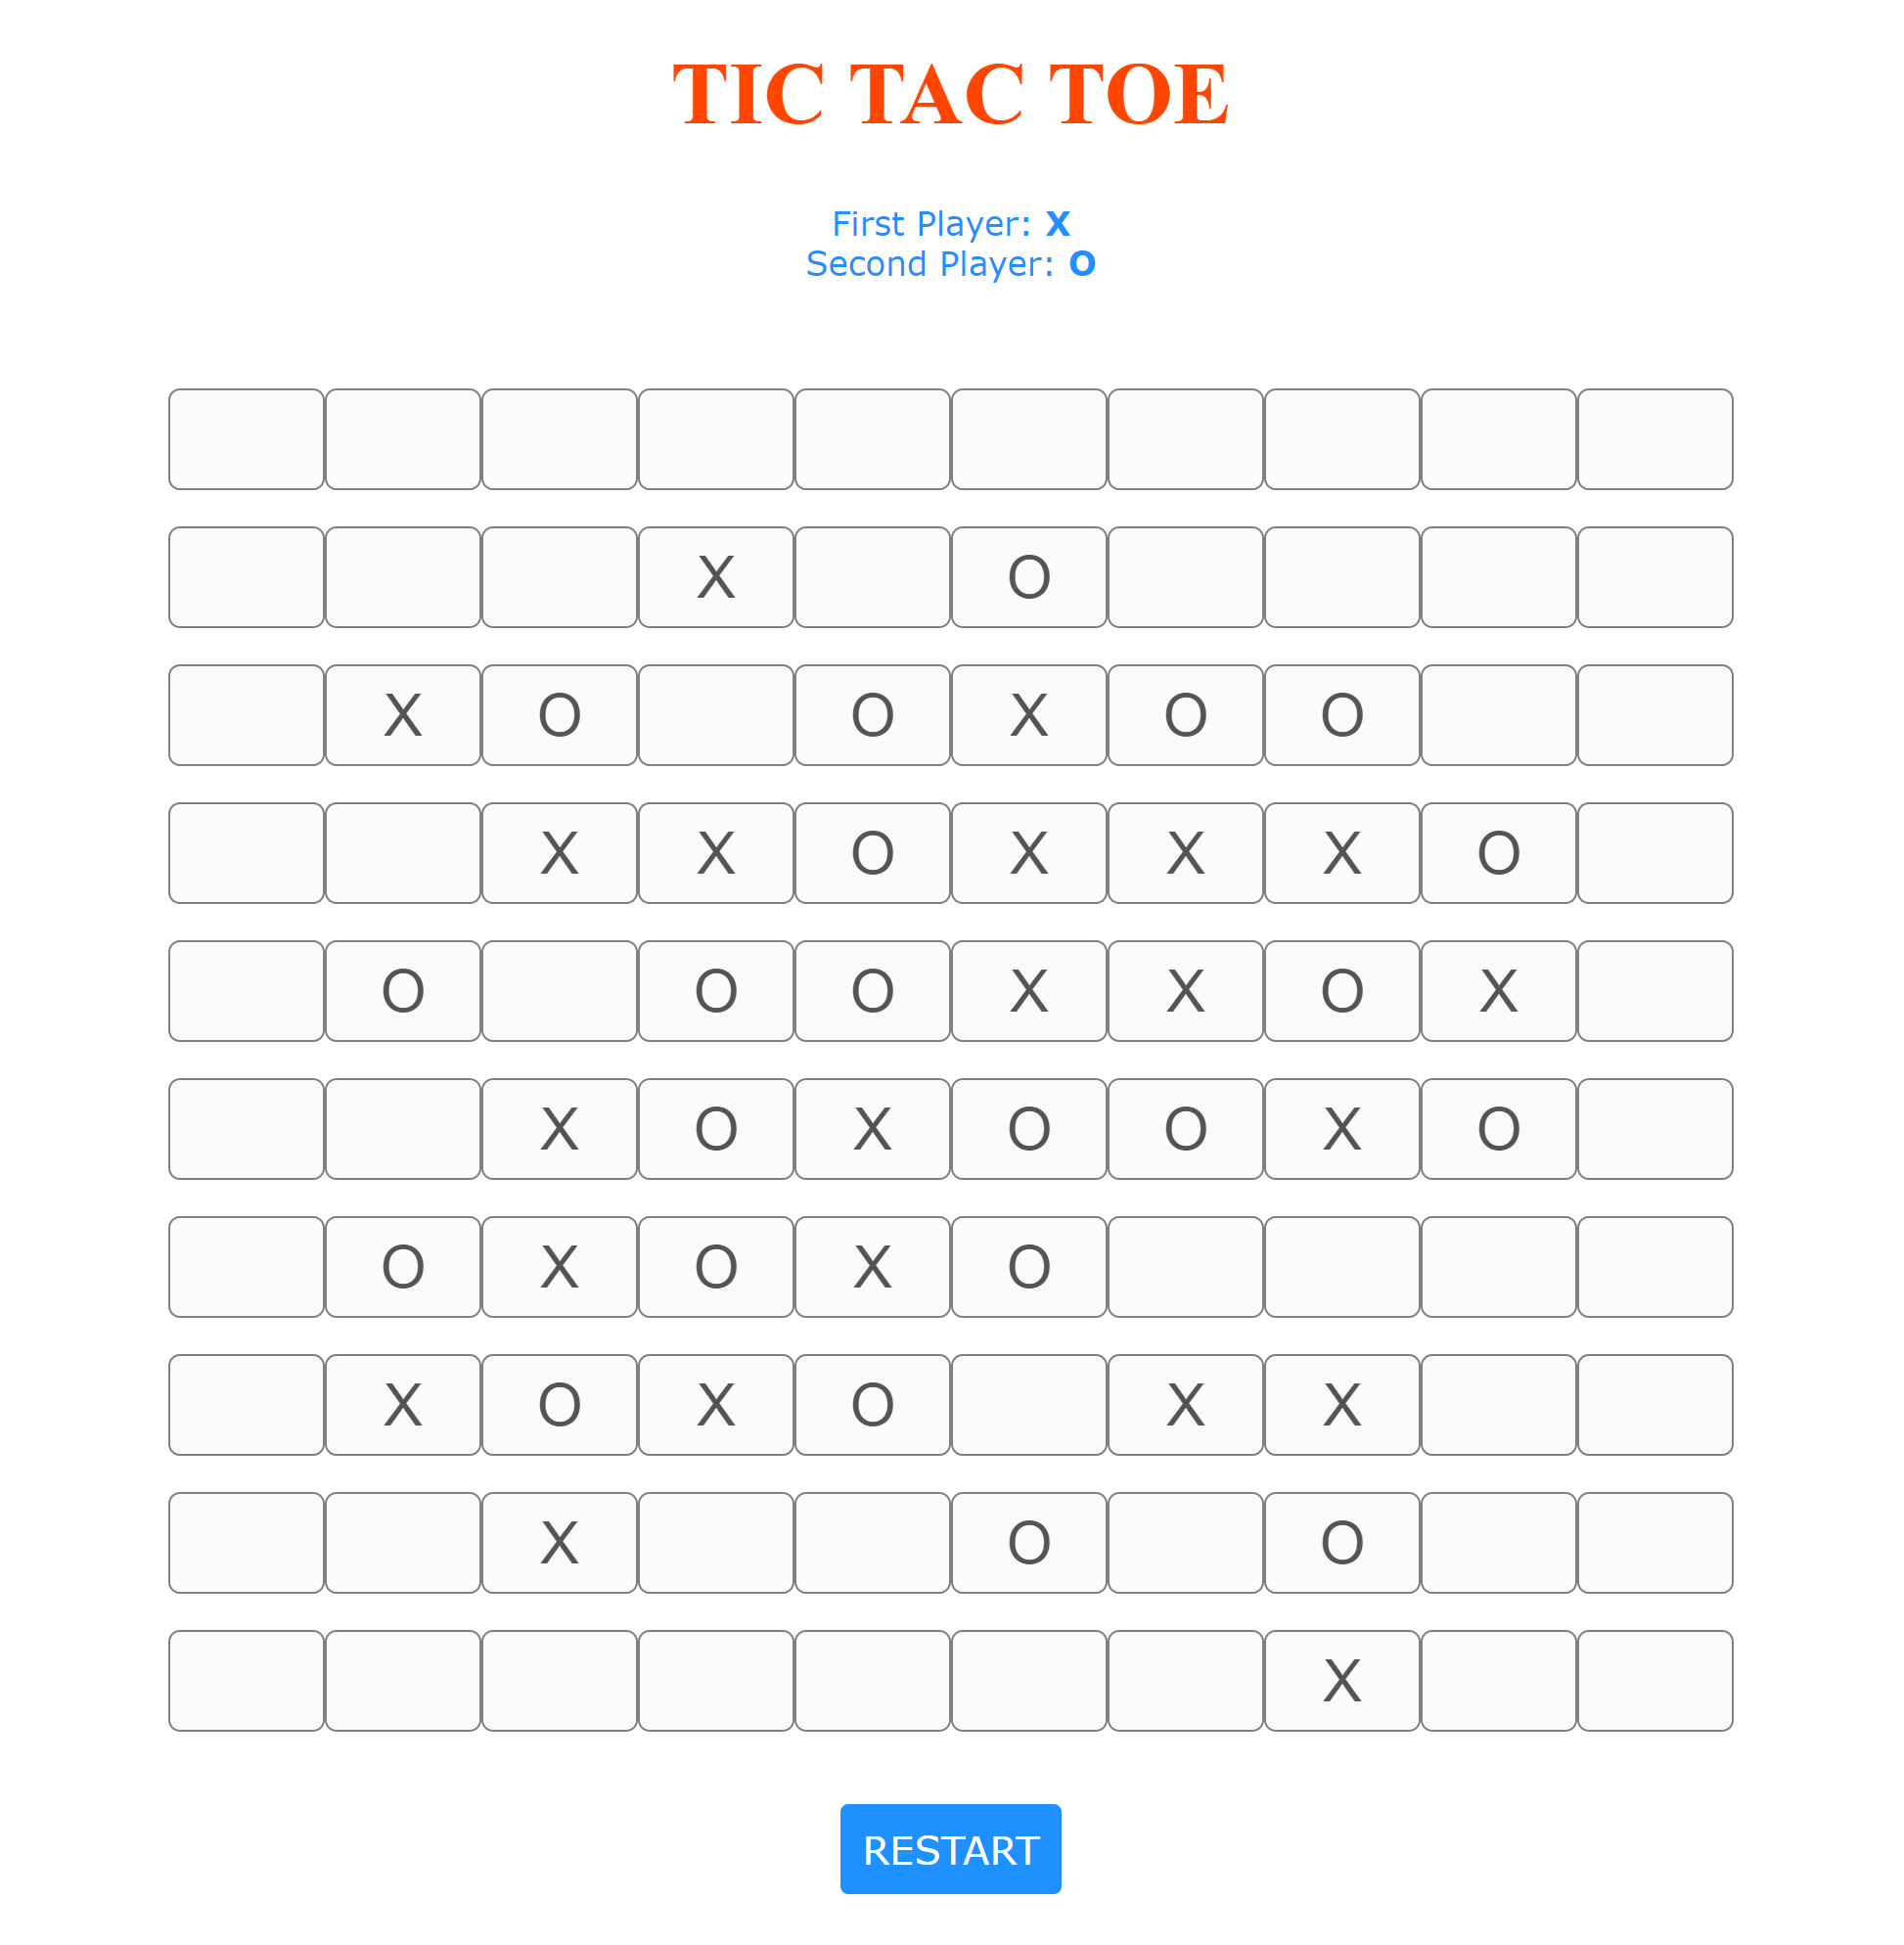 TIC TAC TOE
First Player: X
Second Player: O
X O
X O O X O O
X X O X X X O
O O O X X O X
X O X O O X O
O X O X O
X O X O X X
X O O
X
RESTART